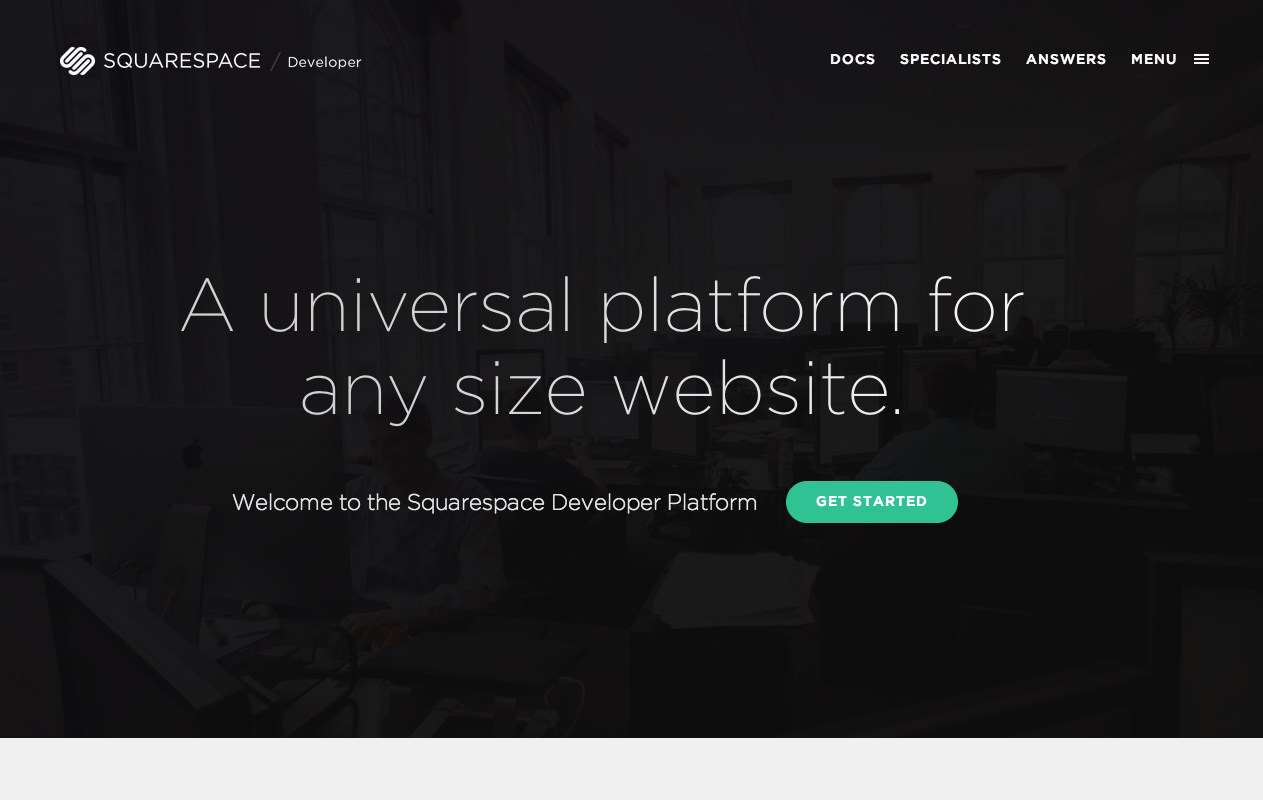 SQUARESPACE / Developer
DOCS SPECIALISTS ANSWERS MENU
A universal platform for
any size website.
Welcome to the Squarespace Developer Platform
GET STARTED